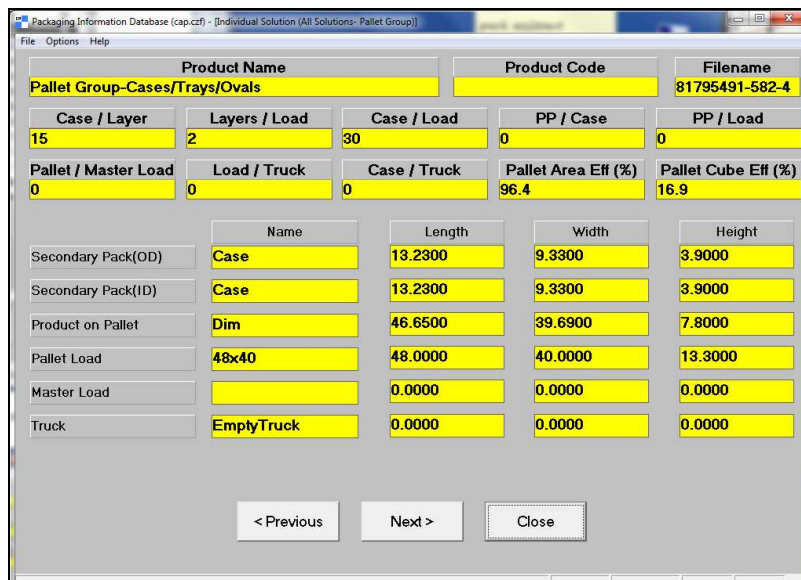 Packaging Information Database (cap.czf) - [Individual Solution (All Solutions- Pallet Group)]
File Options Help
Product Name Product Code Filename
Pallet Group-Cases/Trays/Ovals 81795491-582-4
Case / Layer Layers / Load Case / Load PP / Case PP / Load
15 2 30 0 0
Pallet / Master Load Load / Truck Case / Truck Pallet Area Eff (%) Pallet Cube Eff (%)
0 0 0 96.4 16.9
Name Length Width Height
Secondary Pack(OD) Case 13.2300 9.3300 3.9000
Secondary Pack(ID) Case 13.2300 9.3300 3.9000
Product on Pallet Dim 46.6500 39.6900 7.8000
Pallet Load 48x40 48.0000 40.0000 13.3000
Master Load 0.0000 0.0000 0.0000
Truck EmptyTruck 0.0000 0.0000 0.0000
< Previous Next > Close